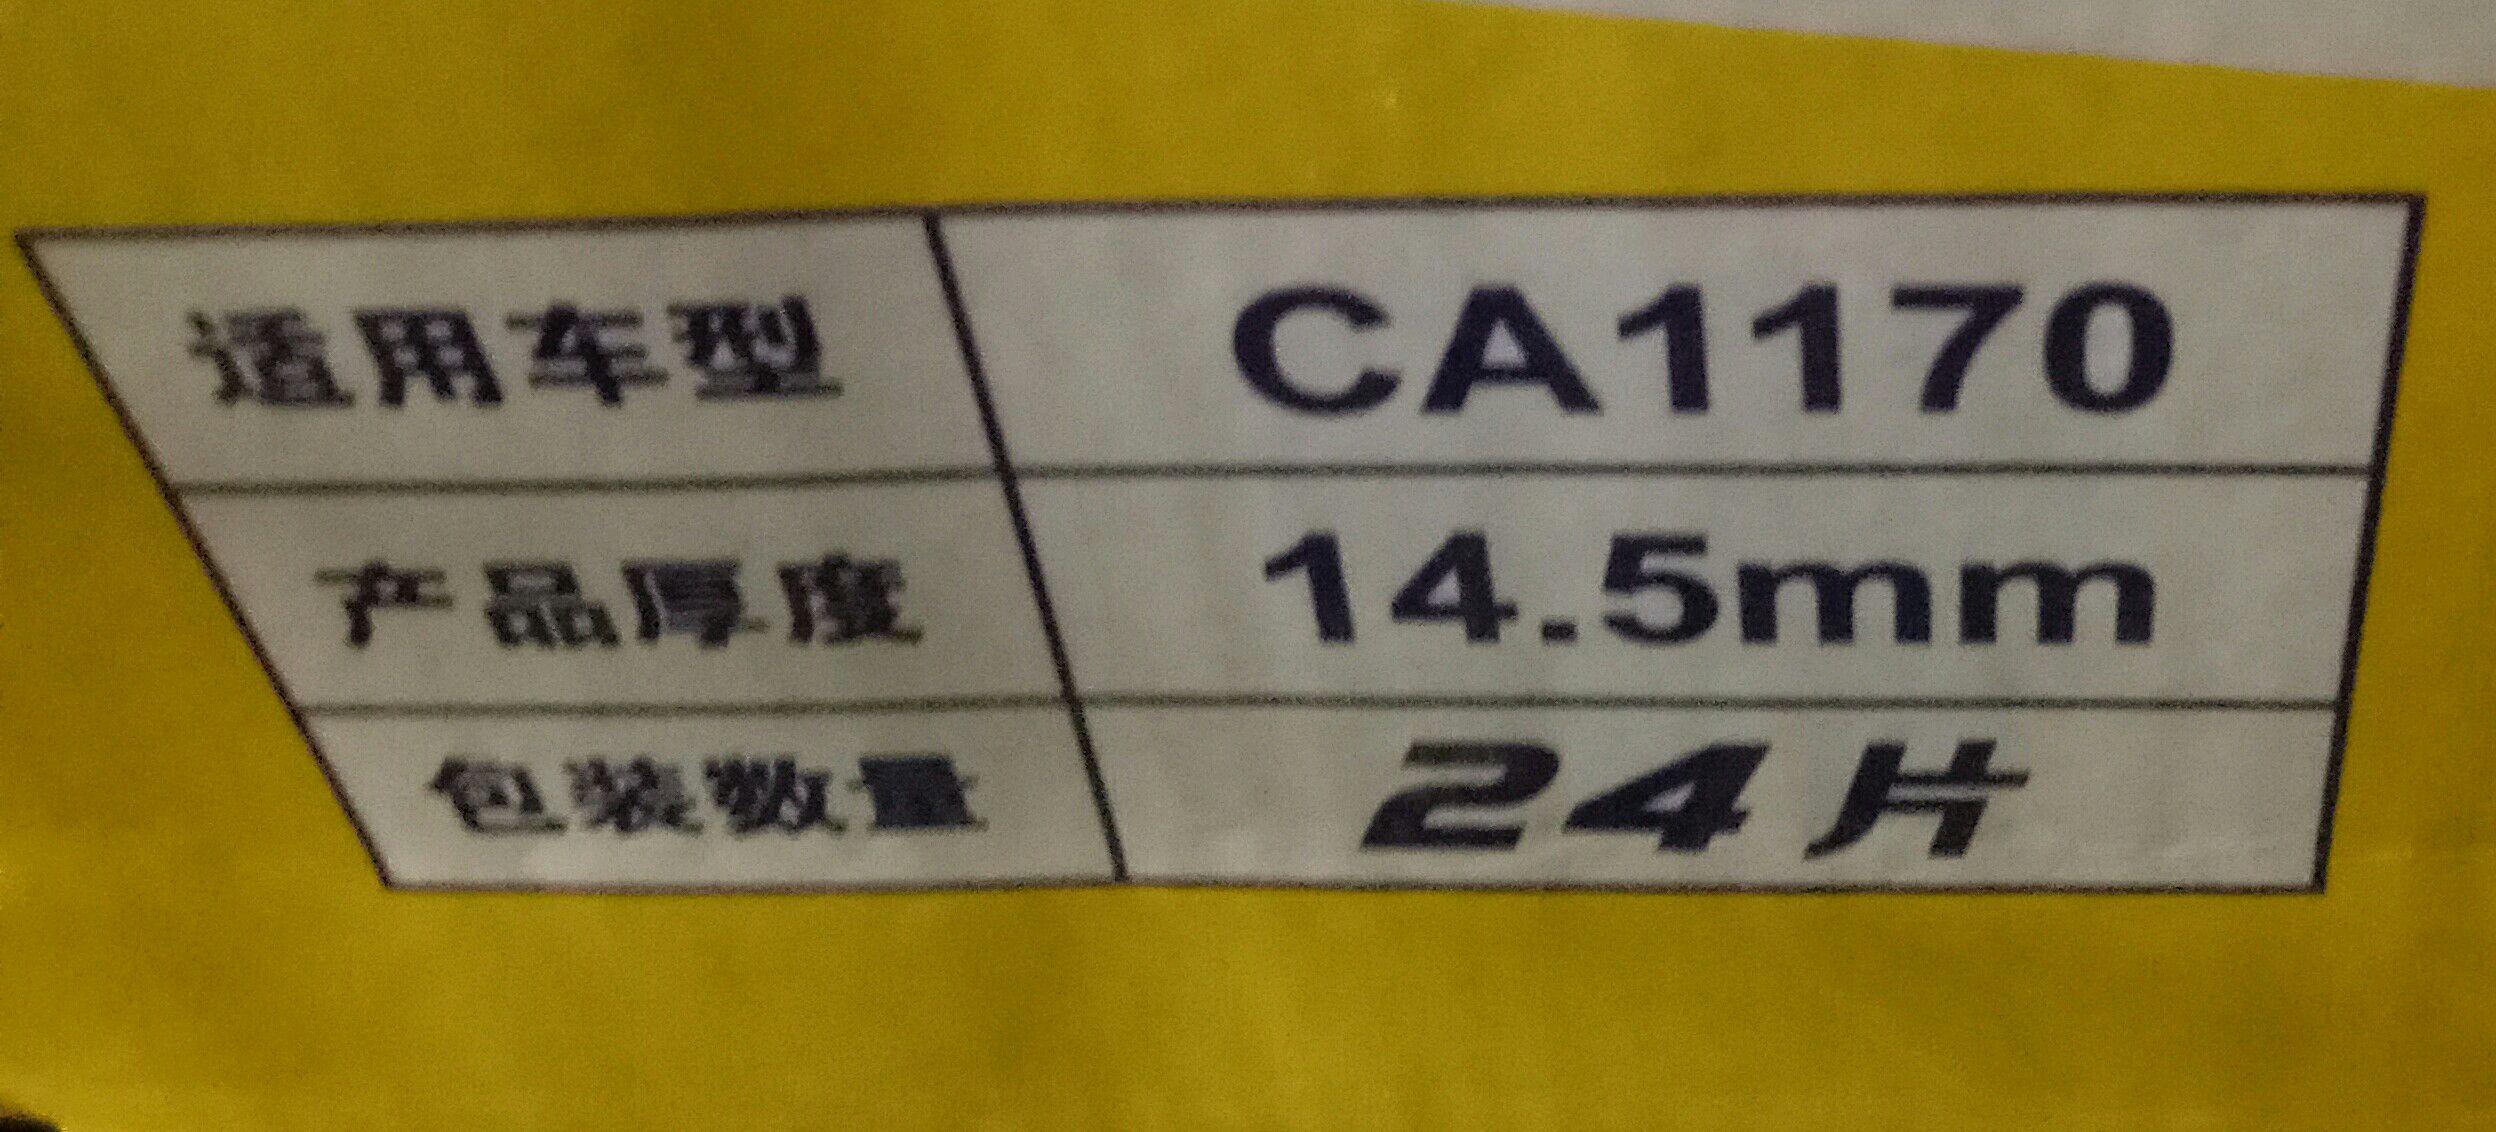 适用车型 CA1170
产品厚度 14.5mm
包装数量 24片